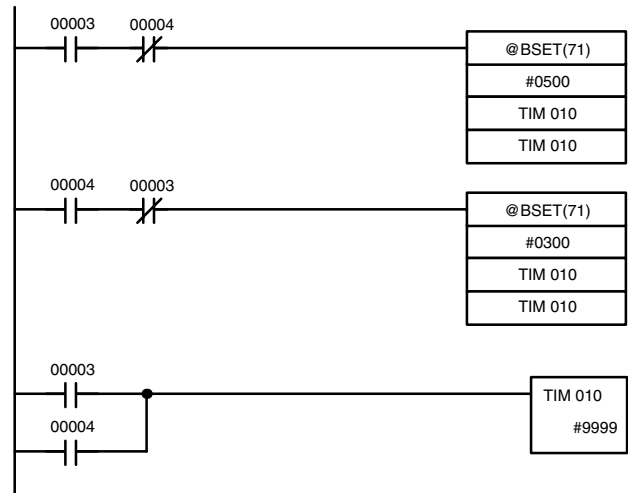 00003 00004
@BSET(71)
#0500
TIM 010
TIM 010
00004 00003
@BSET(71)
#0300
TIM 010
TIM 010
00003
TIM 010
00004
#9999